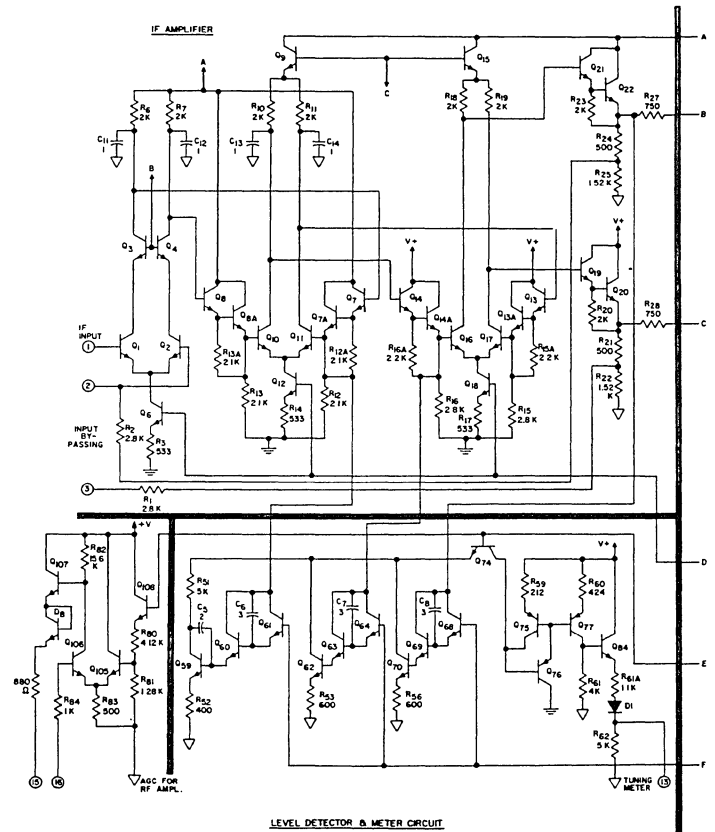 IF AMPLIFIER
A
Q9
Q15
Q21
Q22
A
C
R6
2K
R7
2K
R10
2K
R11
2K
R18
2K
R19
2K
R23
2K
R27
750
B
C11
1
C12
1
C13
1
C14
1
R24
500
R25
1.52K
B
V+
V+
V+
Q3
Q4
Q8
Q8A
Q7A
Q7
Q14
Q14A
Q13A
Q13
Q19
Q20
IF
INPUT
1
Q1
Q2
Q10
Q11
Q16
Q17
R20
2K
R28
750
C
2
R13A
2.1K
R12A
2.1K
R16A
2.2K
R15A
2.2K
R21
500
Q6
Q12
Q18
R13
2.1K
R14
533
R12
2.1K
R16
2.8K
R17
533
R15
2.8K
R22
1.52
K
INPUT
BY-
PASSING
R2
2.8K
R3
533
3
R1
2.8K
+V
Q107
R82
15.6
K
Q108
D8
R80
4.12K
Q106
Q105
R81
1.28K
880
Ω
R84
1K
R83
500
15
16
AGC FOR
RF AMPL.
R51
5K
C5
2
C6
3
Q61
C7
3
Q64
C8
3
Q68
Q74
V+
D
R59
212
R60
424
Q75
Q77
Q84
Q59
Q60
Q62
Q63
Q70
Q69
Q76
E
R52
400
R53
600
R56
600
R61
4K
R61A
1.1K
D1
R62
5K
F
TUNING
METER
13
LEVEL DETECTOR & METER CIRCUIT